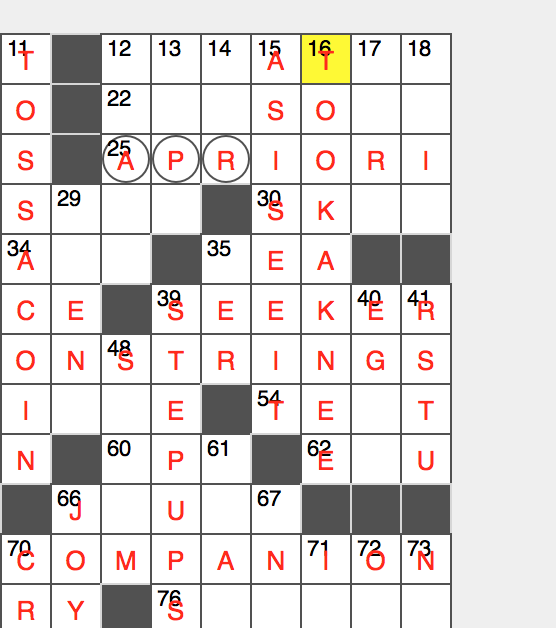 11 T 12 13 14 15 A 16 T 17 18
O 22 S O
S 25 A P R I O R I
S 29 30 S K
34 A 35 E A
C E 39 S E E K 40 E 41 R
O N 48 S T R I N G S
I E 54 T E T
N 60 P 61 62 E U
66 J U 67
70 C O M P A N 71 I 72 O 73 N
R Y 76 S